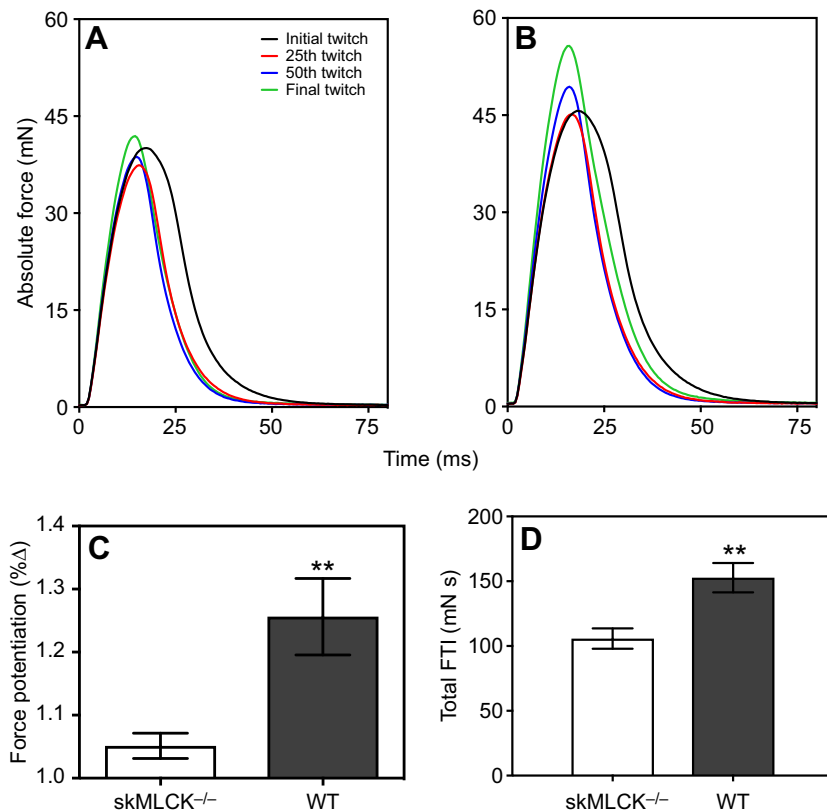 A
B
Initial twitch
25th twitch
50th twitch
Final twitch
Absolute force (mN)
60
45
30
15
0
0 25 50 75
60
45
30
15
0
0 25 50 75
Time (ms)
C
Force potentiation (%Δ)
1.4
1.3
1.2
1.1
1.0
**
skMLCK–/– WT
D
Total FTI (mN s)
200
150
100
50
0
**
skMLCK–/– WT